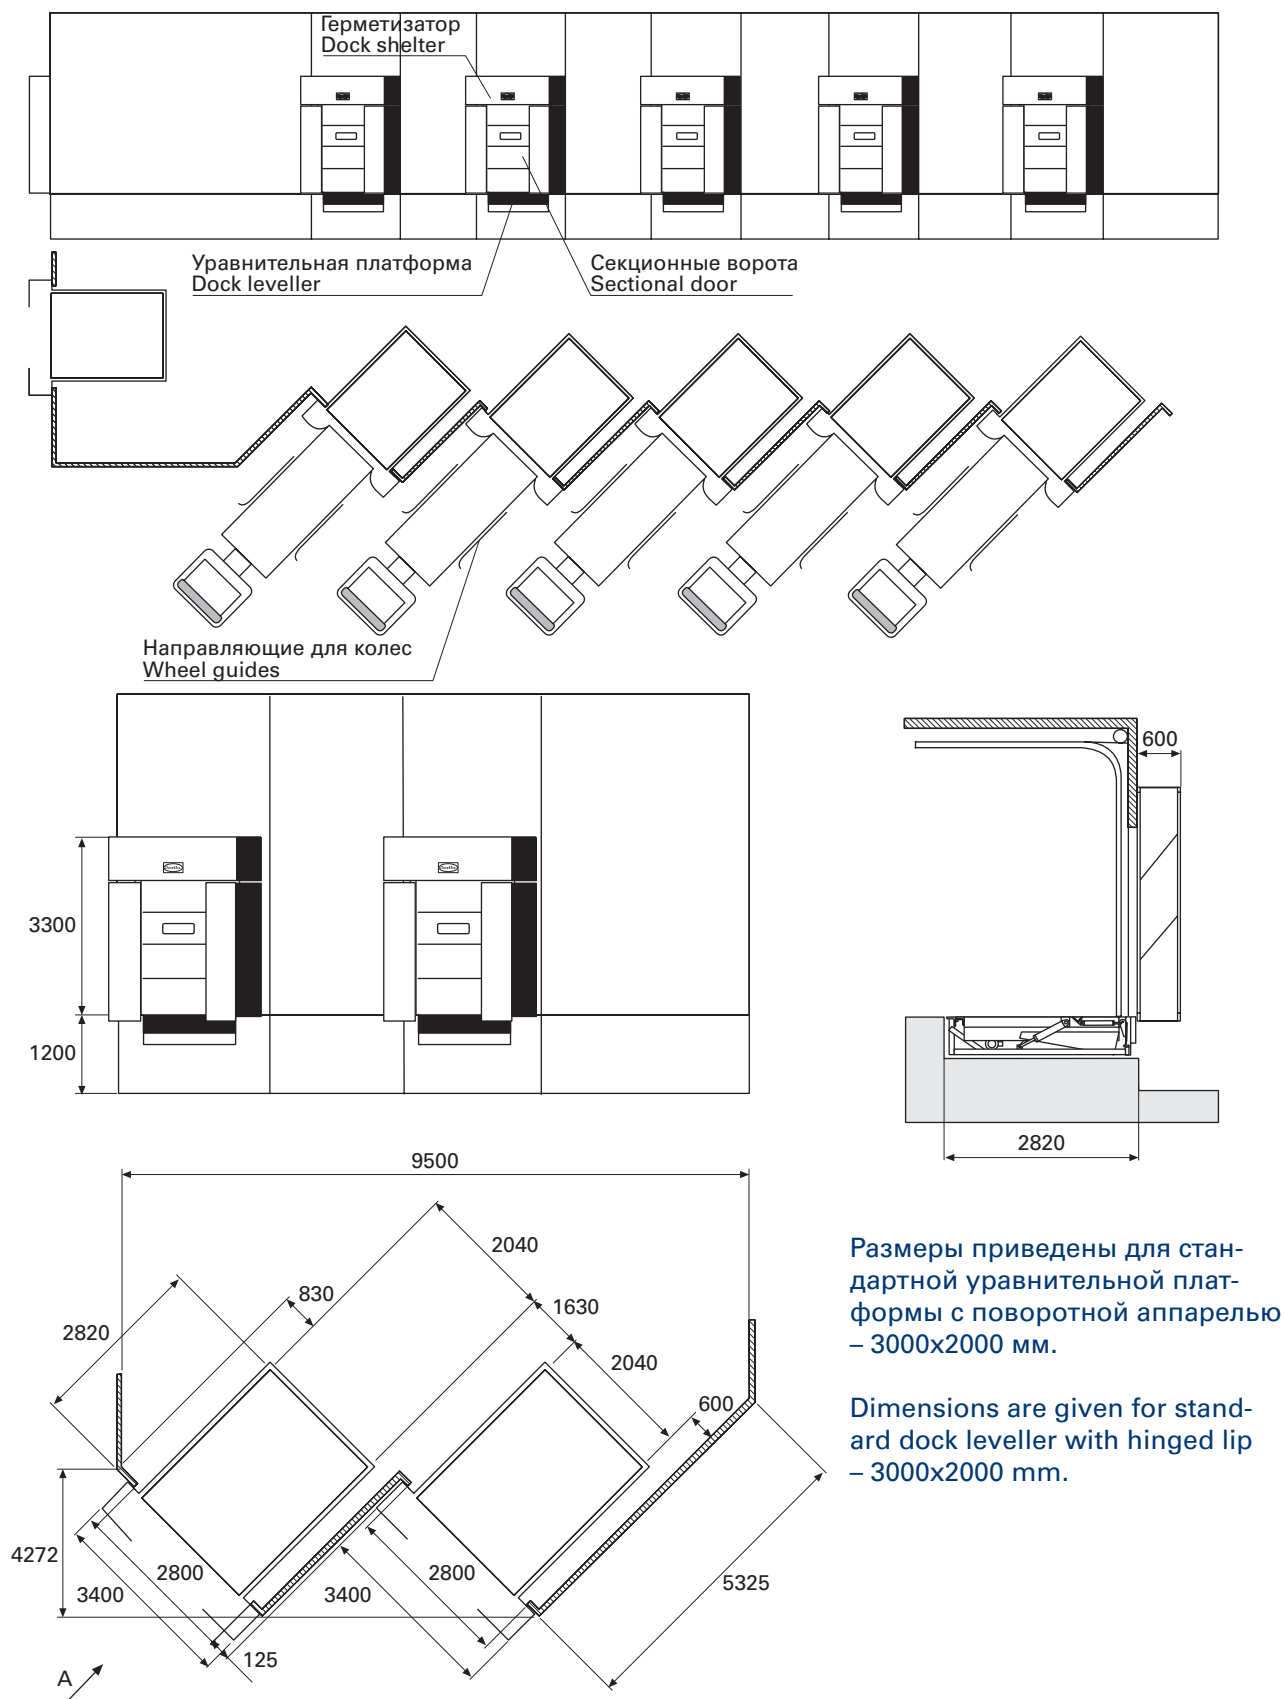 Герметизатор
Dock shelter
Уравнительная платформа
Dock leveller
Секционные ворота
Sectional door
Направляющие для колес
Wheel guides
600
3300
1200
2820
9500
2040
830
1630
2820
2040
600
4272
2800
3400
2800
3400
5325
125
A
Размеры приведены для стан-
дартной уравнительной плат-
формы с поворотной аппарелью
– 3000х2000 мм.
Dimensions are given for stand-
ard dock leveller with hinged lip
– 3000x2000 mm.